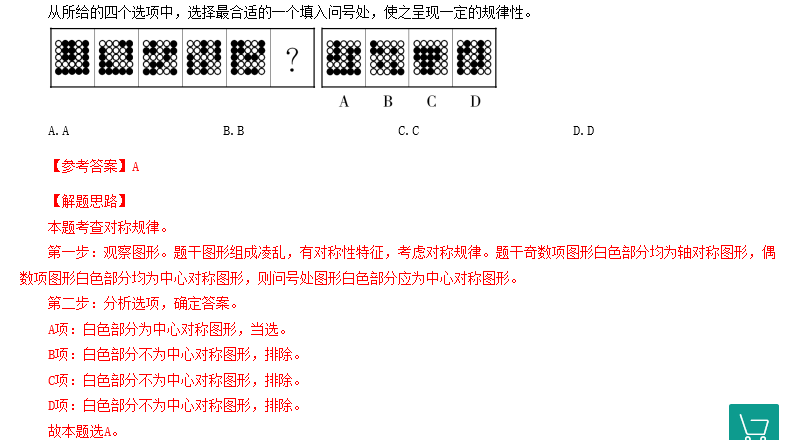 从所给的四个选项中，选择最合适的一个填入问号处，使之呈现一定的规律性。
?
A B C D
A.A B.B C.C D.D
【参考答案】A
【解题思路】
本题考查对称规律。
第一步：观察图形。题干图形组成凌乱，有对称性特征，考虑对称规律。题干奇数项图形白色部分均为轴对称图形，偶
数项图形白色部分均为中心对称图形，则问号处图形白色部分应为中心对称图形。
第二步：分析选项，确定答案。
A项：白色部分为中心对称图形，当选。
B项：白色部分不为中心对称图形，排除。
C项：白色部分不为中心对称图形，排除。
D项：白色部分不为中心对称图形，排除。
故本题选A。